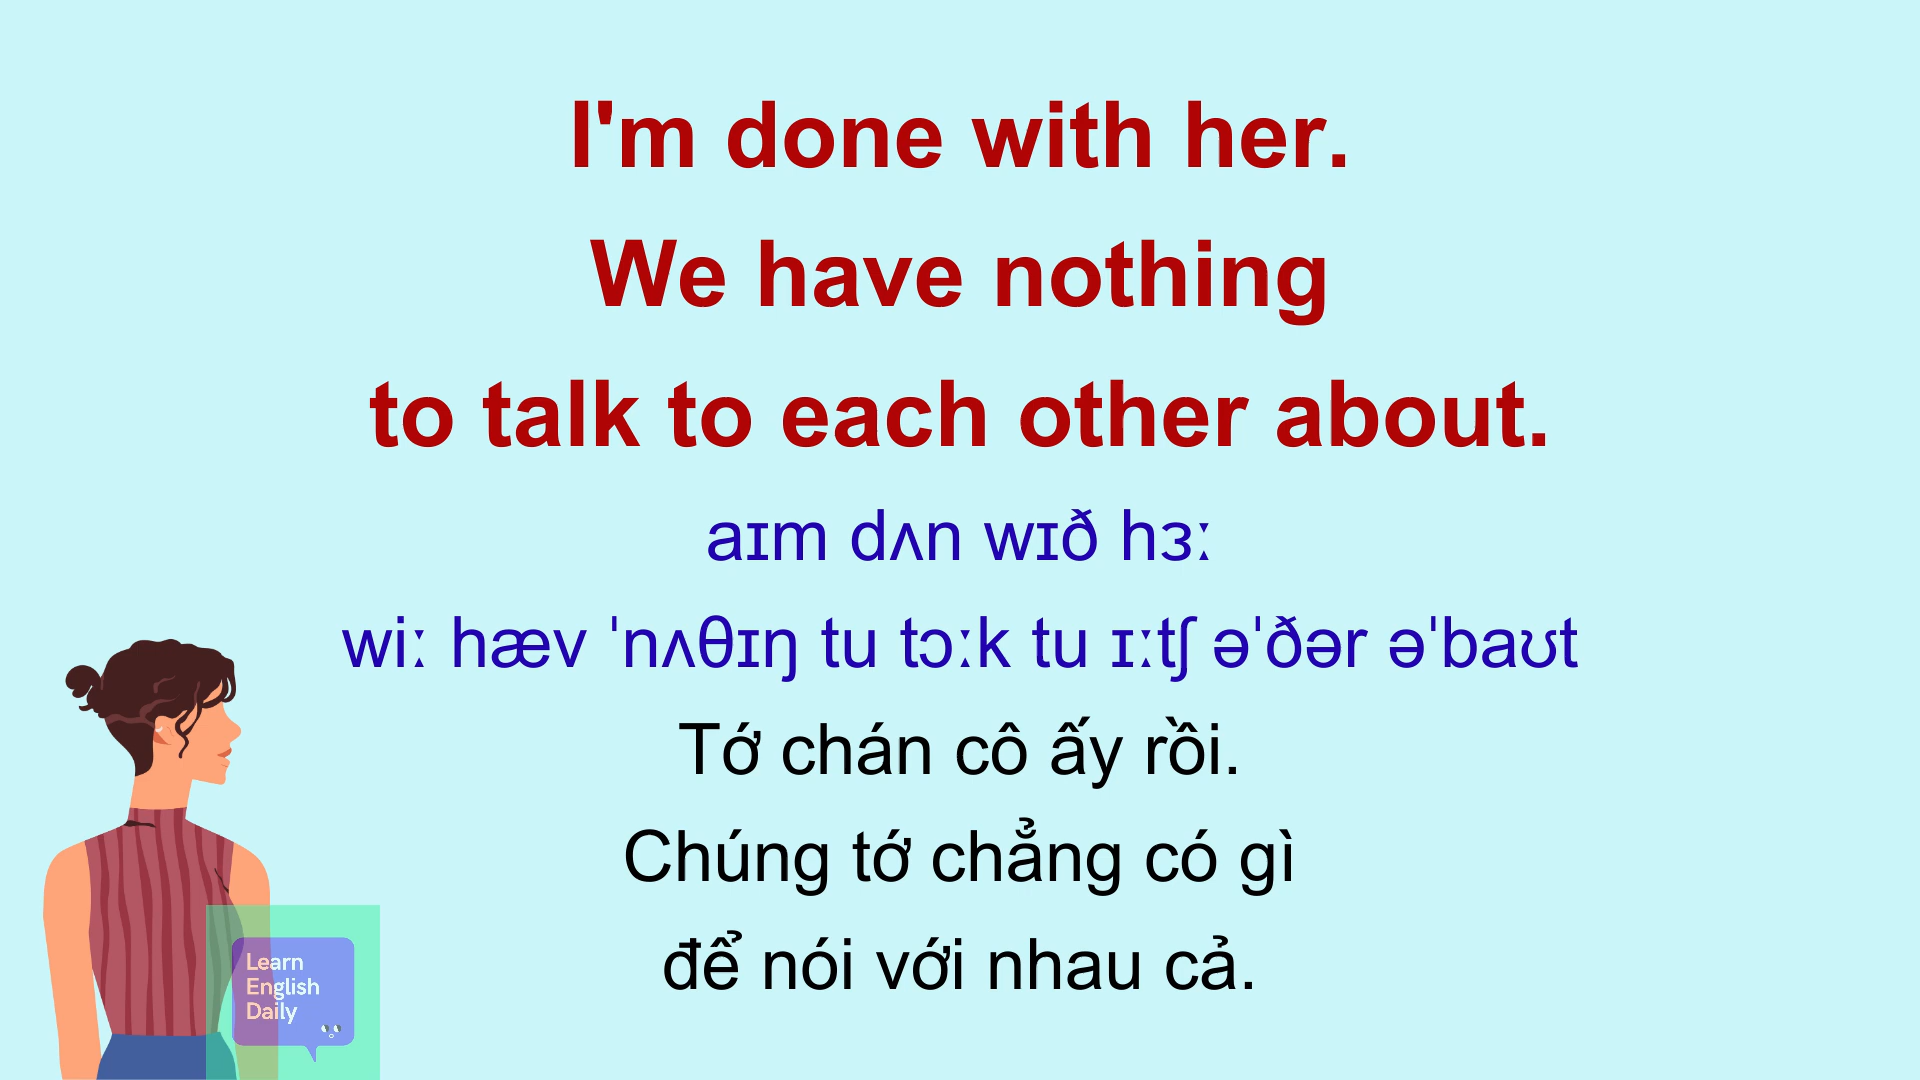 I'm done with her.
We have nothing
to talk to each other about.
aɪm dʌn wɪð hɜː
wiː hæv ˈnʌθɪŋ tu tɔːk tu ɪːtʃ əˈðər əˈbaʊt
Tớ chán cô ấy rồi.
Chúng tớ chẳng có gì
để nói với nhau cả.
Learn
English
Daily